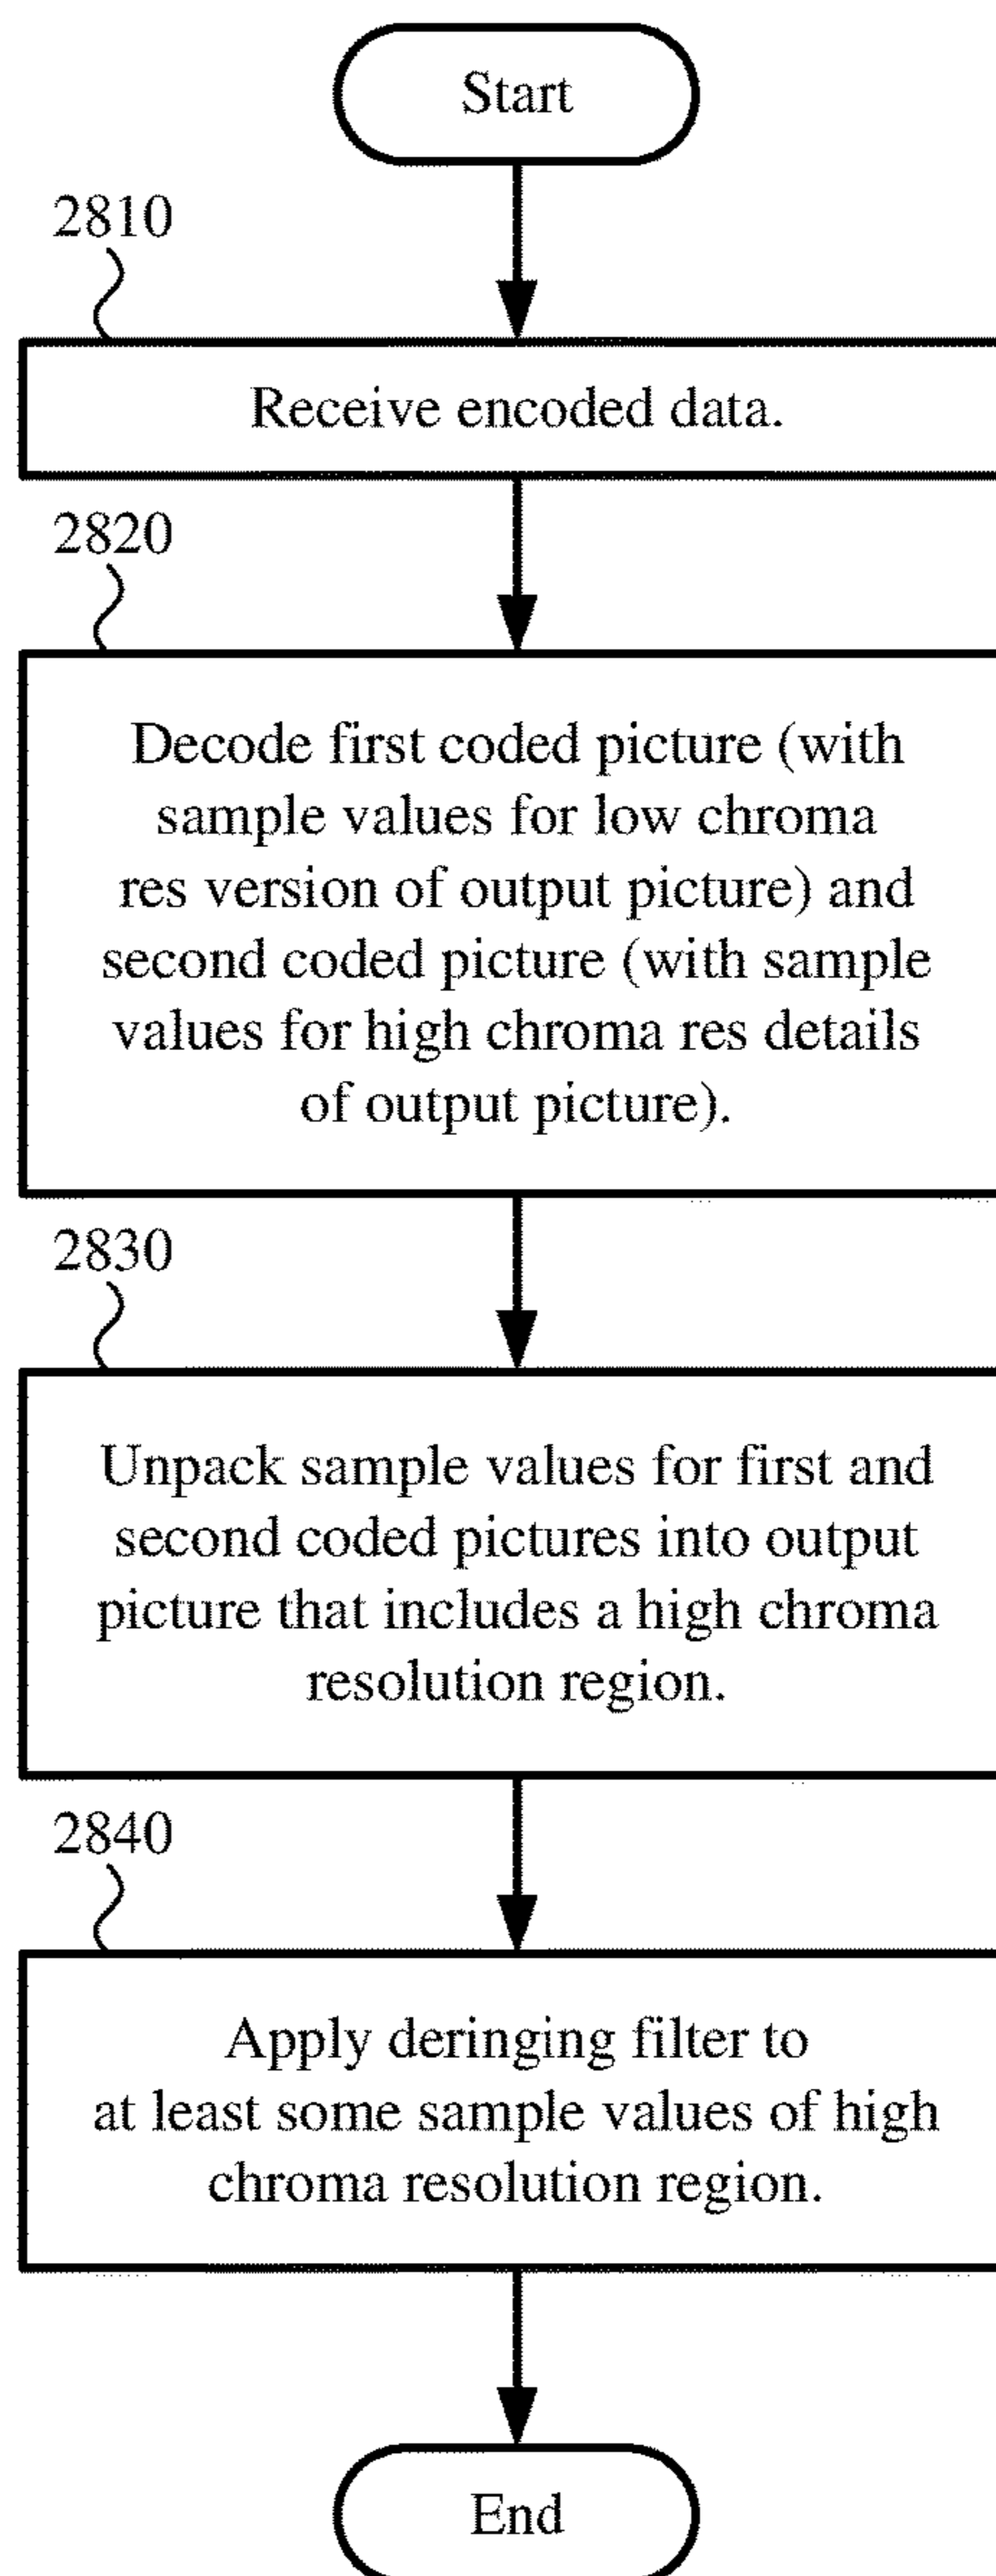 Start
2810
Receive encoded data.
2820
Decode first coded picture (with
sample values for low chroma
res version of output picture) and
second coded picture (with sample
values for high chroma res details
of output picture).
2830
Unpack sample values for first and
second coded pictures into output
picture that includes a high chroma
resolution region.
2840
Apply deringing filter to
at least some sample values of high
chroma resolution region.
End